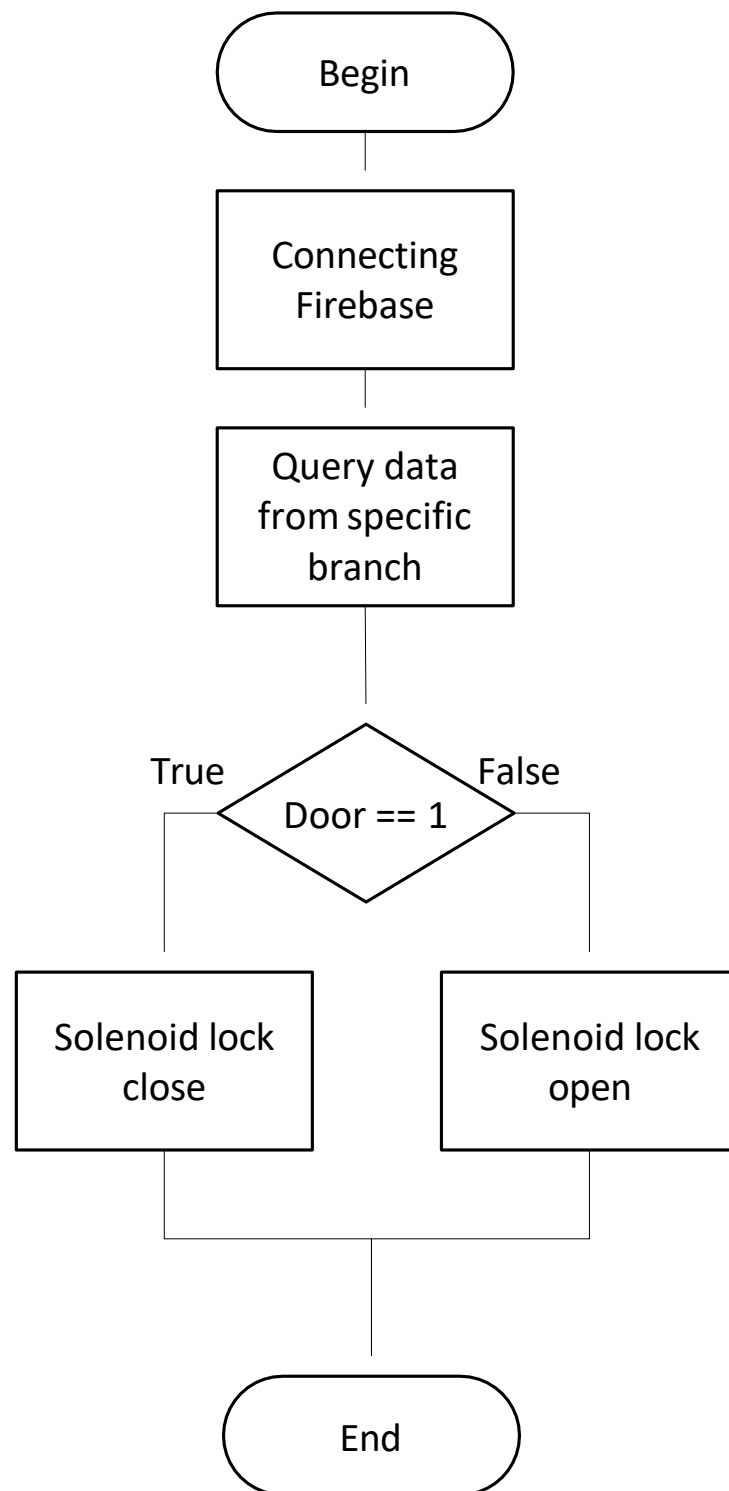 Begin
Connecting
Firebase
Query data
from specific
branch
True
False
Door == 1
Solenoid lock
close
Solenoid lock
open
End